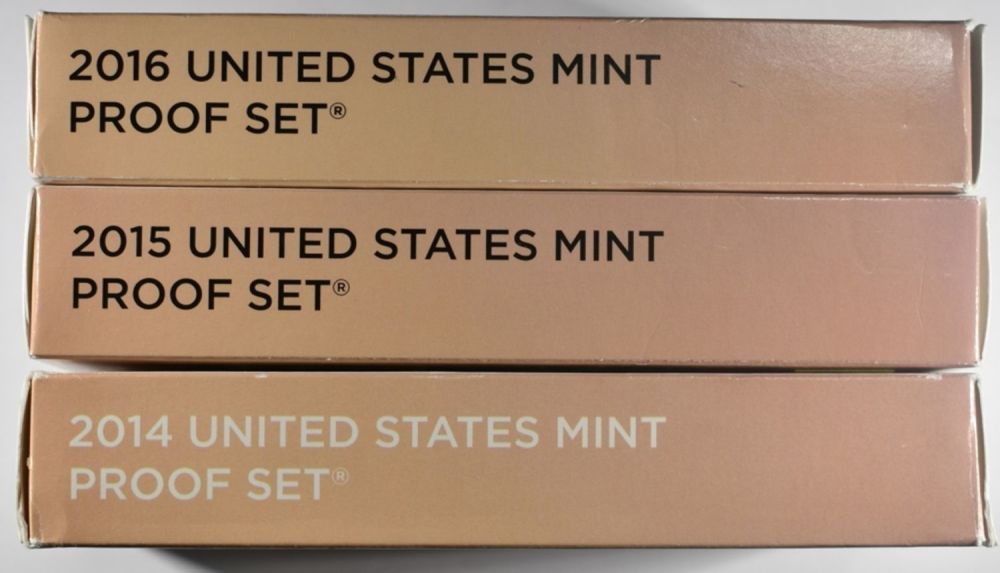 2016 UNITED STATES MINT
PROOF SET®
2015 UNITED STATES MINT
PROOF SET®
2014 UNITED STATES MINT
PROOF SET®